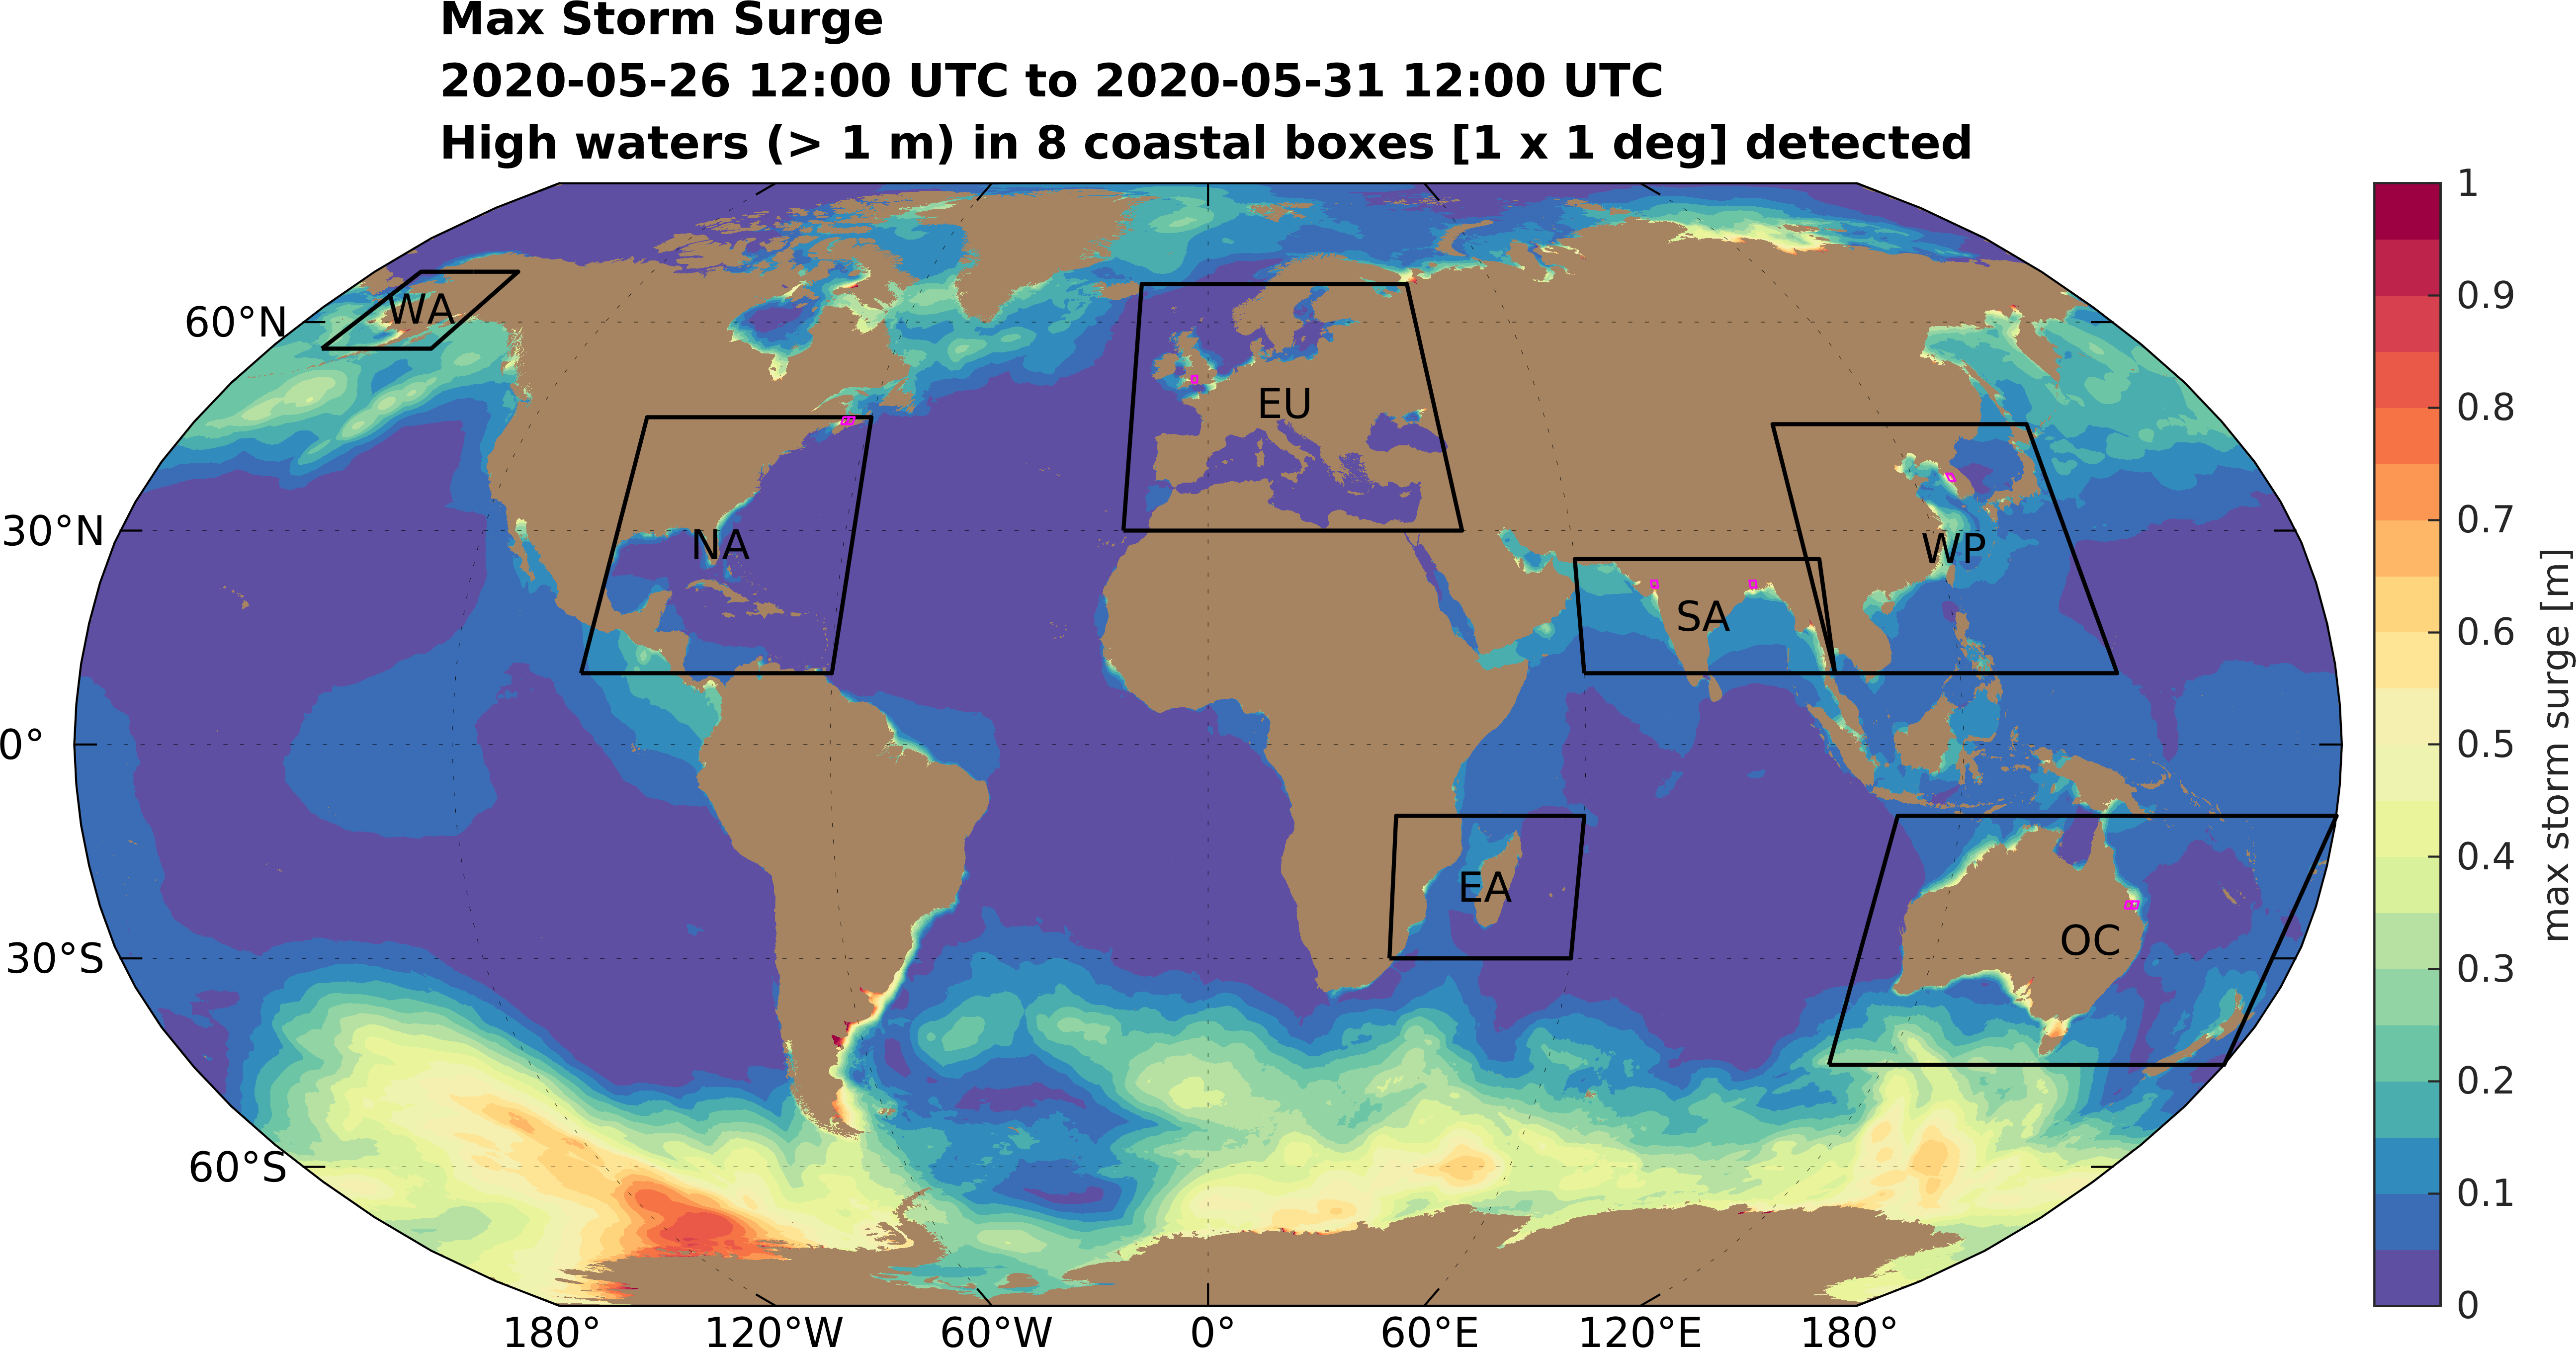 Max Storm Surge
2020-05-26 12:00 UTC to 2020-05-31 12:00 UTC
High waters (> 1 m) in 8 coastal boxes [1 x 1 deg] detected
1
0.9
0.8
0.7
0.6
0.5
0.4
0.3
0.2
0.1
0
max storm surge [m]
60°N
30°N
0°
30°S
60°S
WA
EU
NA
WP
SA
EA
OC
180° 120°W 60°W 0° 60°E 120°E 180°